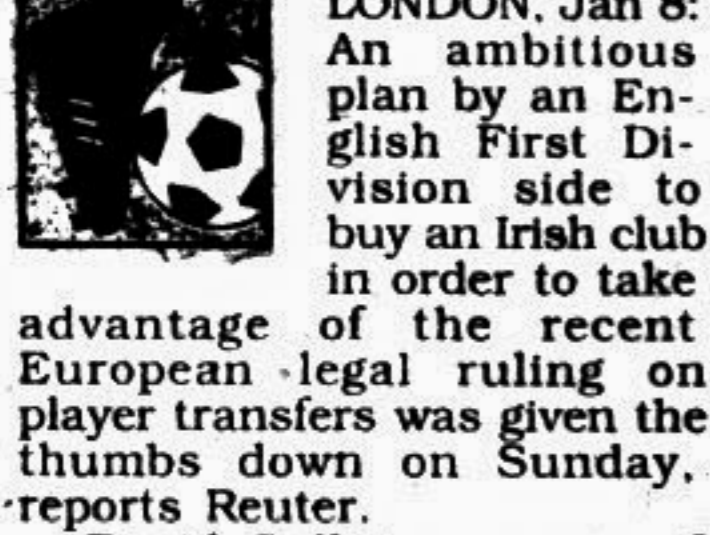 LONDON, Jan 8:
An ambitious
plan by an En-
glish First Di-
vision side to
buy an Irish club
in order to take
advantage of the recent
European legal ruling on
player transfers was given the
thumbs down on Sunday,
reports Reuter.